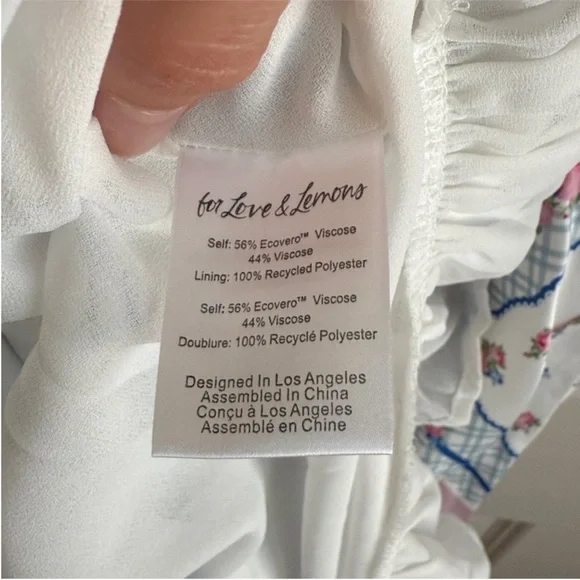 for Love & Lemons
Self: 56% Ecovero™ Viscose
44% Viscose
Lining: 100% Recycled Polyester
Self: 56% Ecovero™ Viscose
44% Viscose
Doublure: 100% Recyclé Polyester
Designed In Los Angeles
Assembled In China
Conçu à Los Angeles
Assemblé en Chine